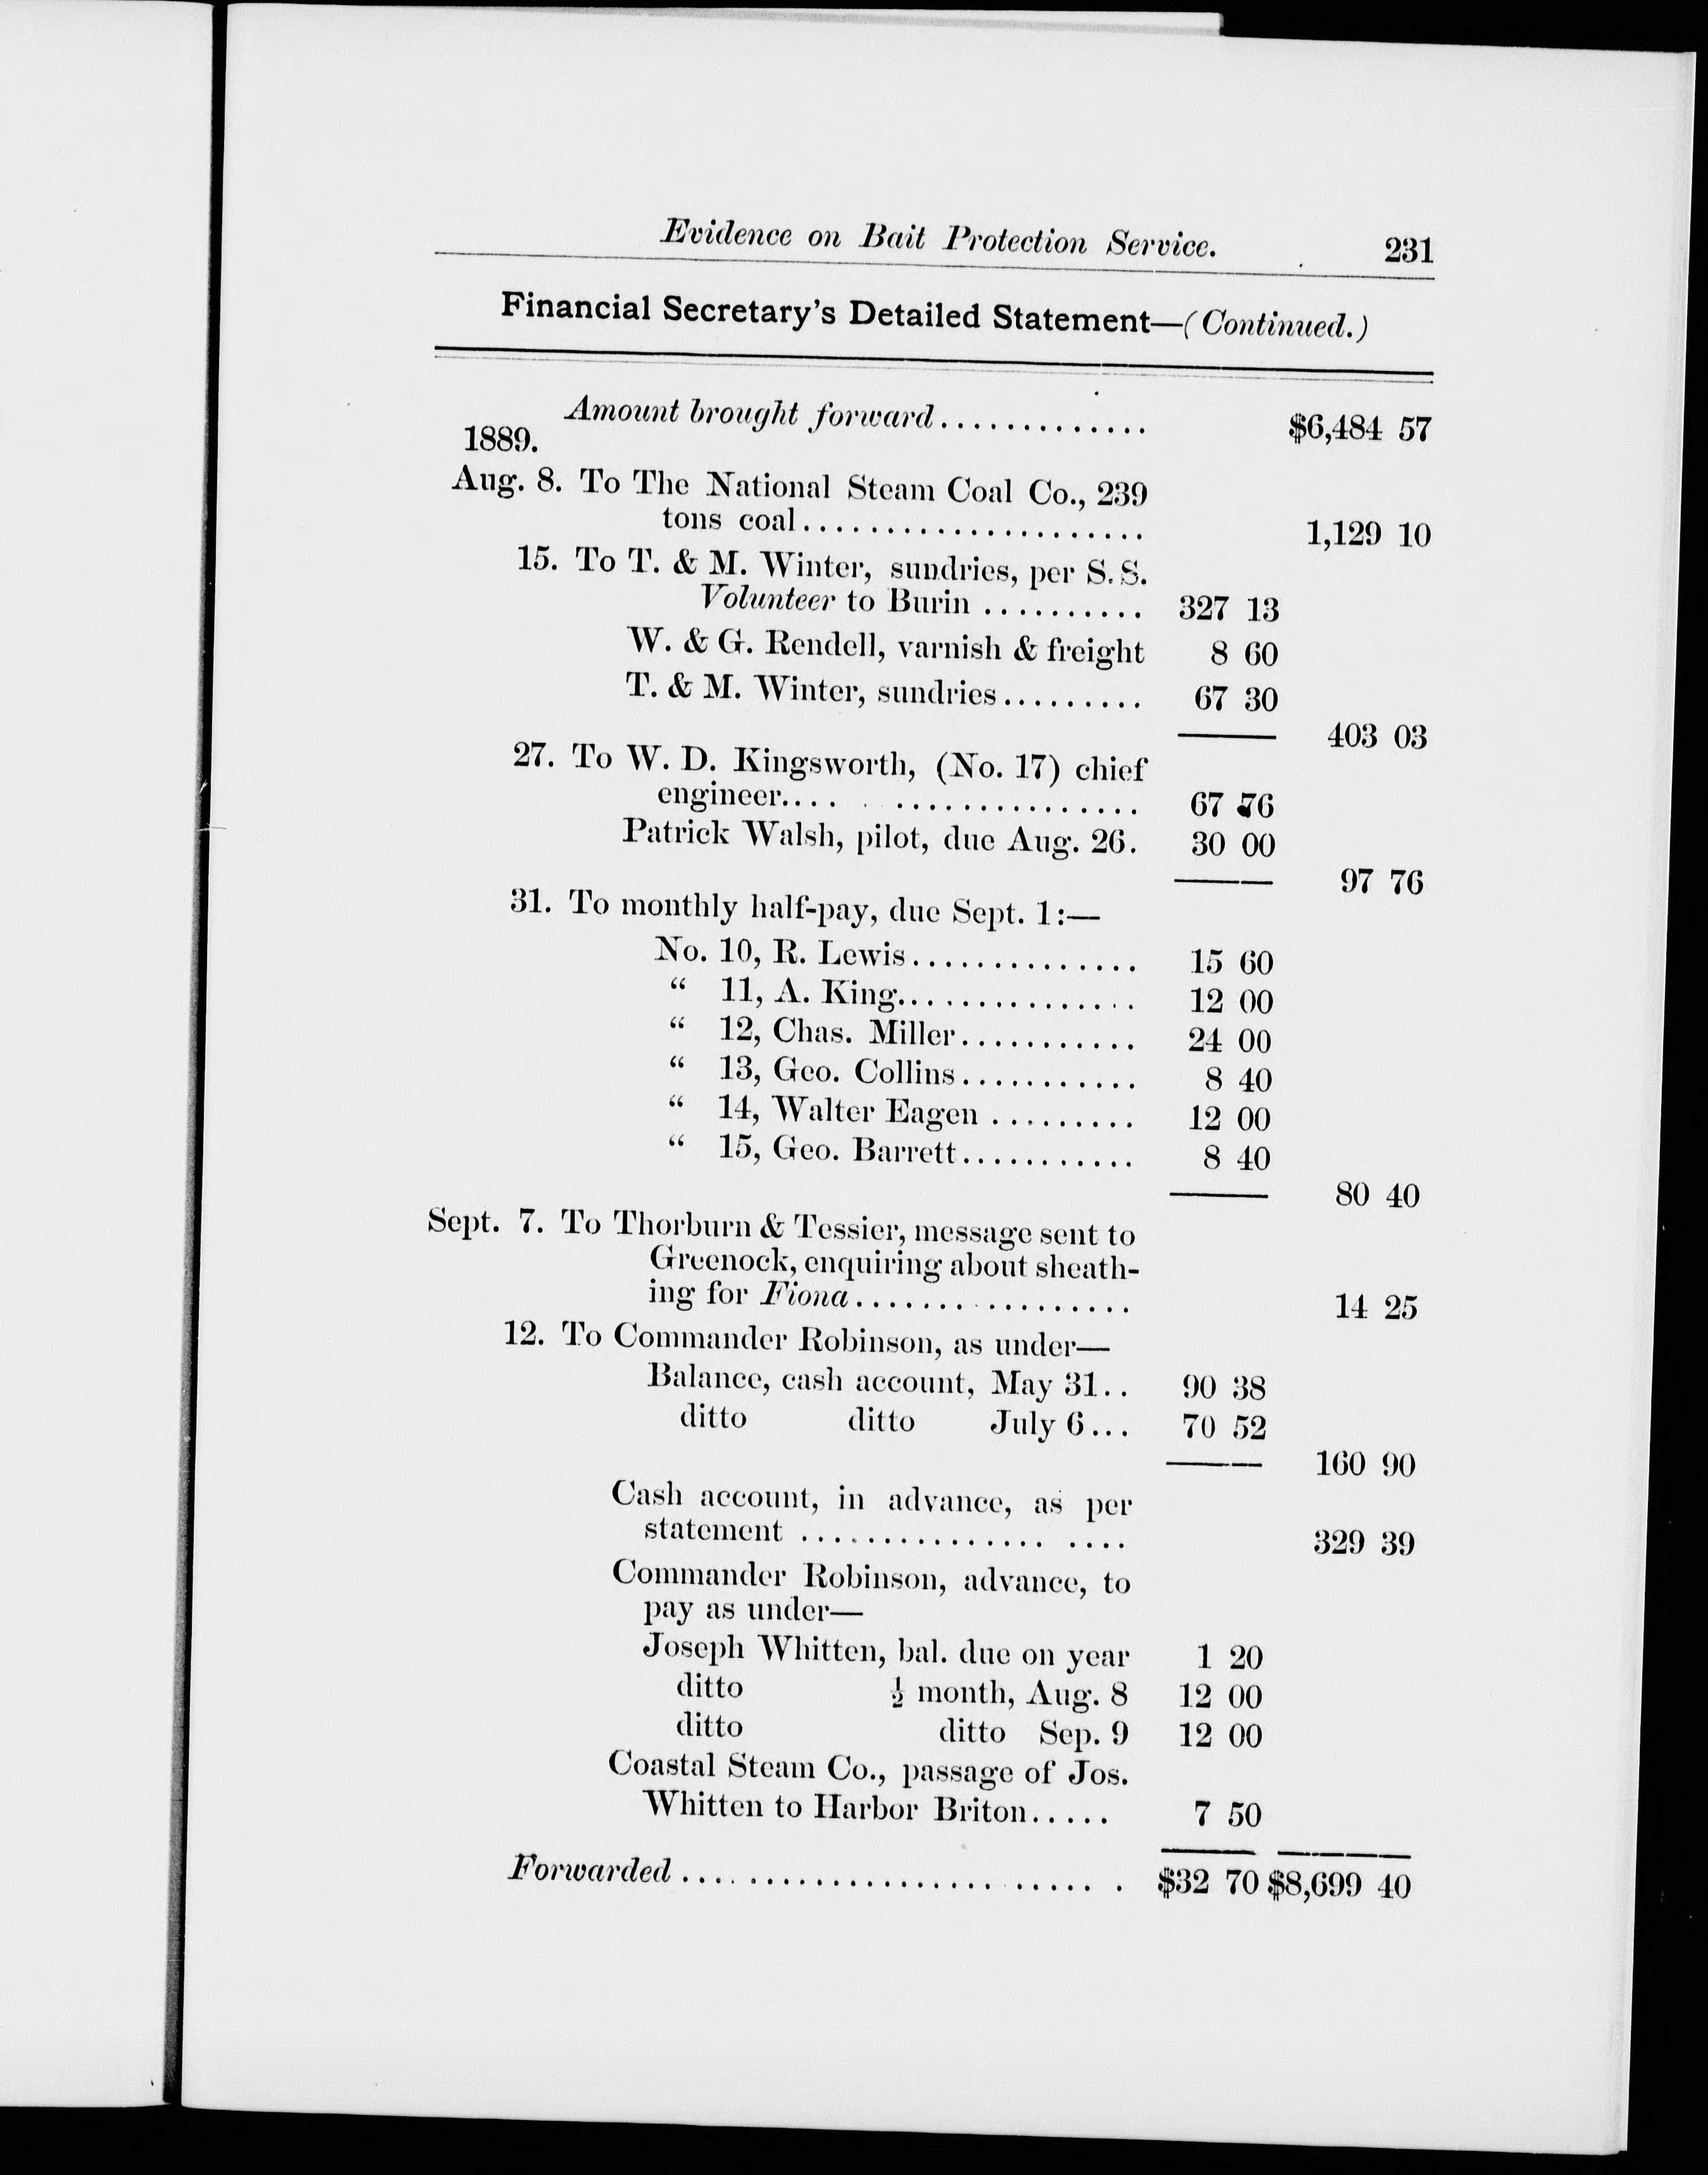 Evidence on Bait Protection Service. 231
Financial Secretary's Detailed Statement—(Continued.)
Amount brought forward.............. $6,484 57
1889.
Aug. 8. To The National Steam Coal Co., 239
tons coal..................... 1,129 10
15. To T. & M. Winter, sundries, per S.S.
Volunteer to Burin .......... 327 13
W. & G. Rendell, varnish & freight 8 60
T. & M. Winter, sundries......... 67 30
403 03
27. To W. D. Kingsworth, (No. 17) chief
engineer.... ............... 67 76
Patrick Walsh, pilot, due Aug. 26. 30 00
97 76
31. To monthly half-pay, due Sept. 1:—
No. 10, R. Lewis.............. 15 60
“ 11, A. King............... 12 00
“ 12, Chas. Miller........... 24 00
“ 13, Geo. Collins........... 8 40
“ 14, Walter Eagen ......... 12 00
“ 15, Geo. Barrett........... 8 40
80 40
Sept. 7. To Thorburn & Tessier, message sent to
Greenock, enquiring about sheath-
ing for Fiona................. 14 25
12. To Commander Robinson, as under—
Balance, cash account, May 31.. 90 38
ditto ditto July 6... 70 52
160 90
Cash account, in advance, as per
statement ............... .... 329 39
Commander Robinson, advance, to
pay as under—
Joseph Whitten, bal. due on year 1 20
ditto ½ month, Aug. 8 12 00
ditto ditto Sep. 9 12 00
Coastal Steam Co., passage of Jos.
Whitten to Harbor Briton..... 7 50
Forwarded .......................... $32 70 $8,699 40